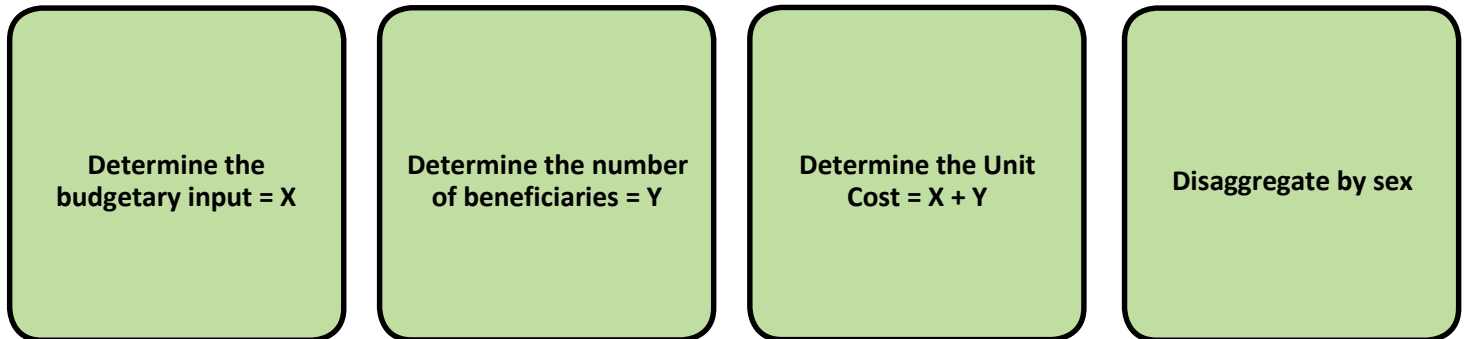 Determine the
budgetary input = X
Determine the number
of beneficiaries = Y
Determine the Unit
Cost = X + Y
Disaggregate by sex